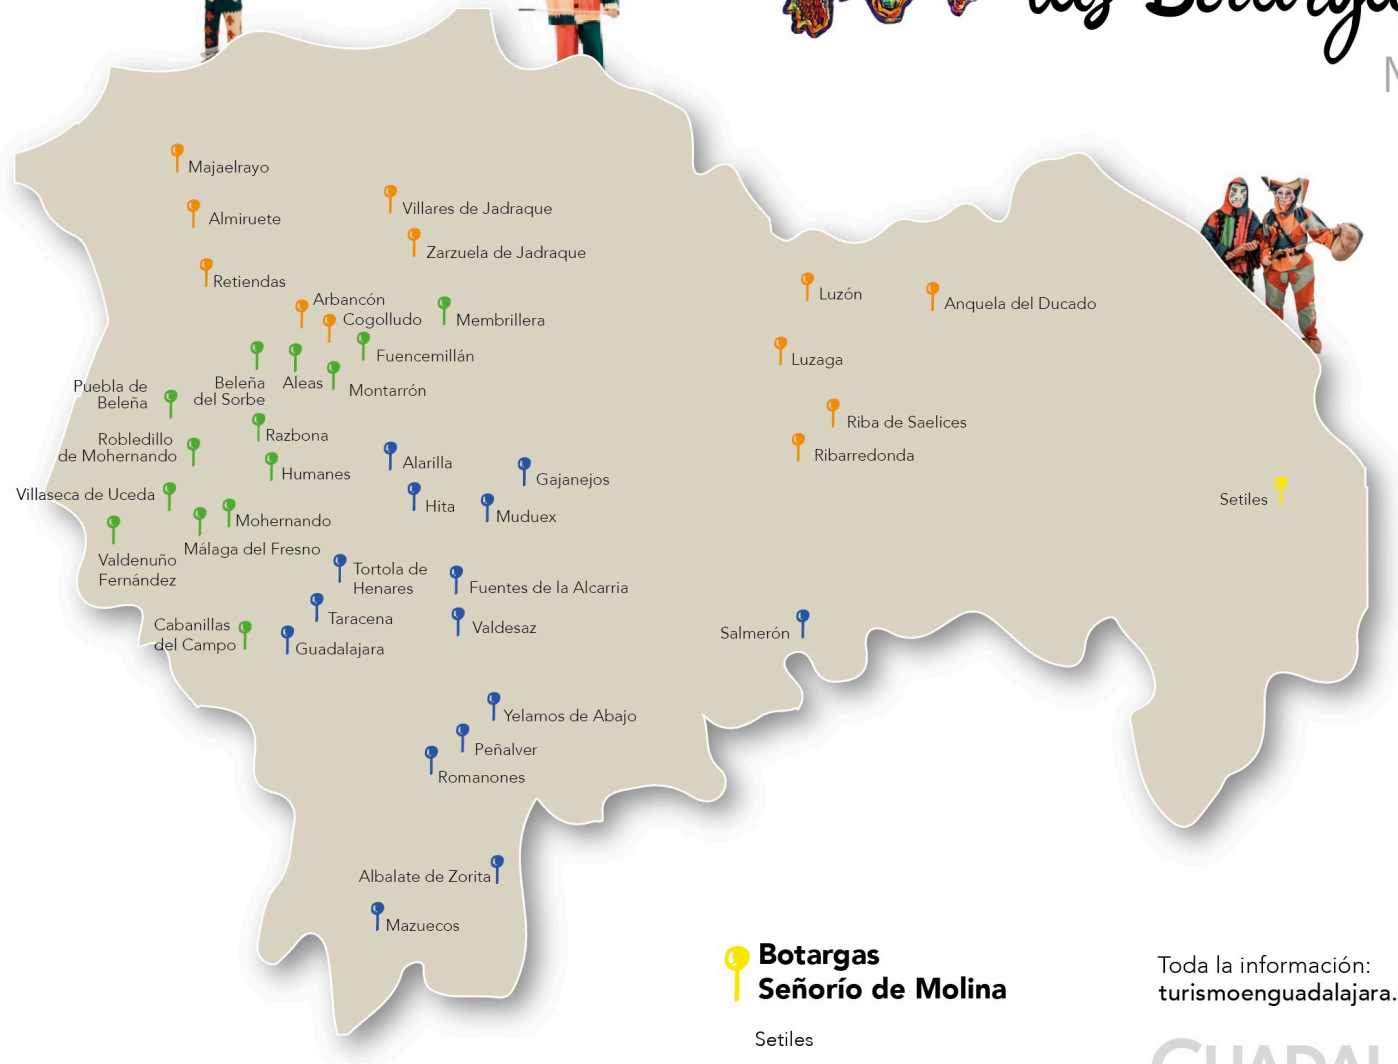 las
Majaelrayo
Almiruete
Villares de Jadraque
Zarzuela de Jadraque
Retiendas
Arbancón
Cogolludo
Membrillera
Luzón
Anquela del Ducado
Fuencemillán
Luzaga
Beleña
del Sorbe
Aleas
Montarrón
Puebla de
Beleña
Riba de Saelices
Razbona
Robledillo
de Mohernando
Ribarredonda
Alarilla
Humanes
Gajanejos
Villaseca de Uceda
Setiles
Hita
Muduex
Mohernando
Málaga del Fresno
Valdenuño
Fernández
Tortola de
Henares
Fuentes de la Alcarria
Taracena
Valdesaz
Cabanillas
del Campo
Guadalajara
Salmerón
Yelamos de Abajo
Peñalver
Romanones
Albalate de Zorita
Mazuecos
Botargas
Señorío de Molina
Setiles
Toda la información:
turismoenguadalajara.